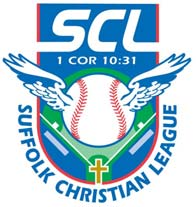 SCL
1 COR 10:31
SUFFOLK CHRISTIAN LEAGUE